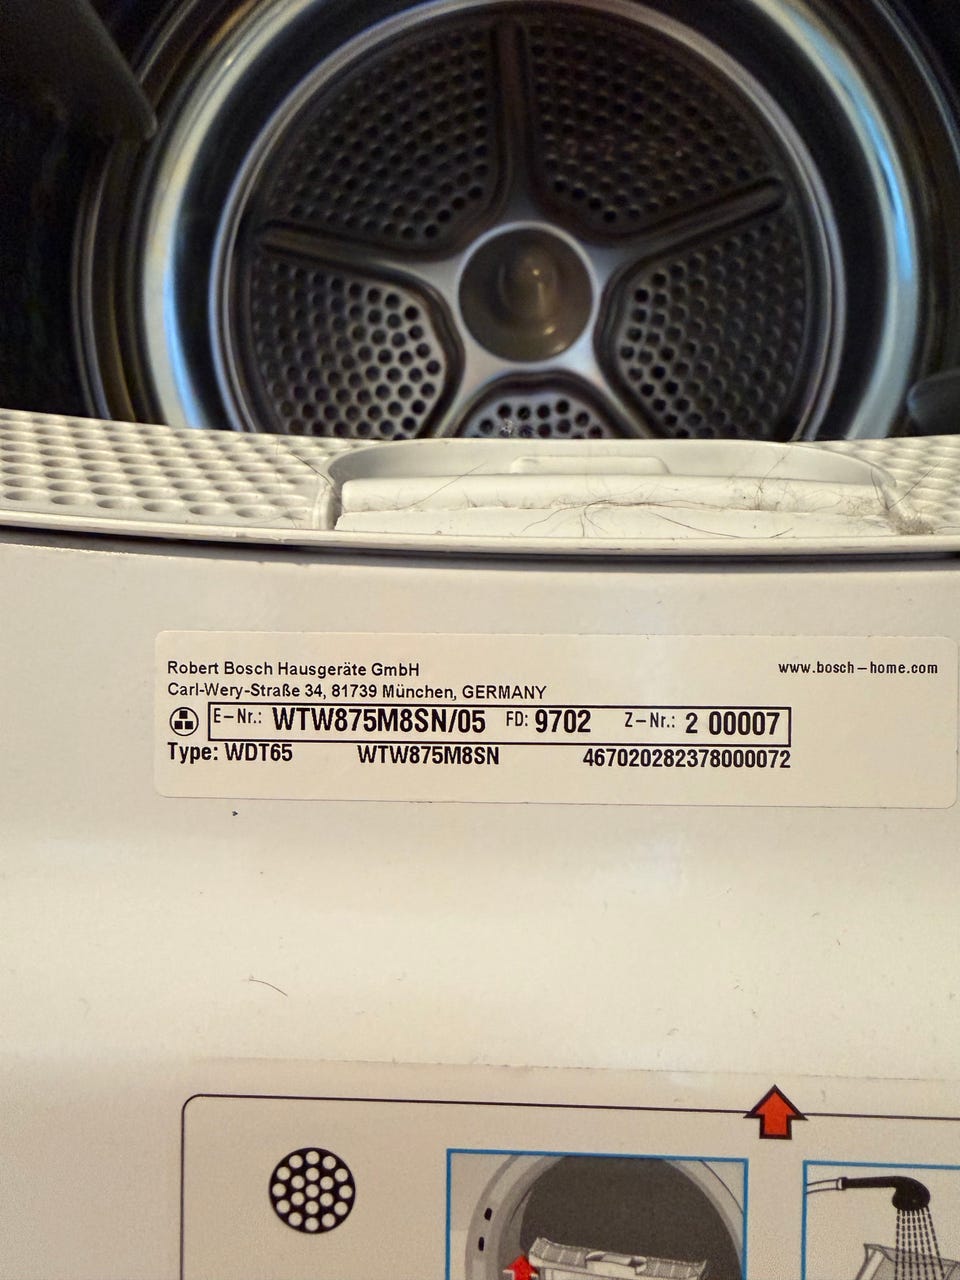 Robert Bosch Hausgeräte GmbH www.bosch-home.com
Carl-Wery-Straße 34, 81739 München, GERMANY
E-Nr.: WTW875M8SN/05 FD: 9702 Z-Nr.: 2 00007
Type: WDT65 WTW875M8SN 467020282378000072